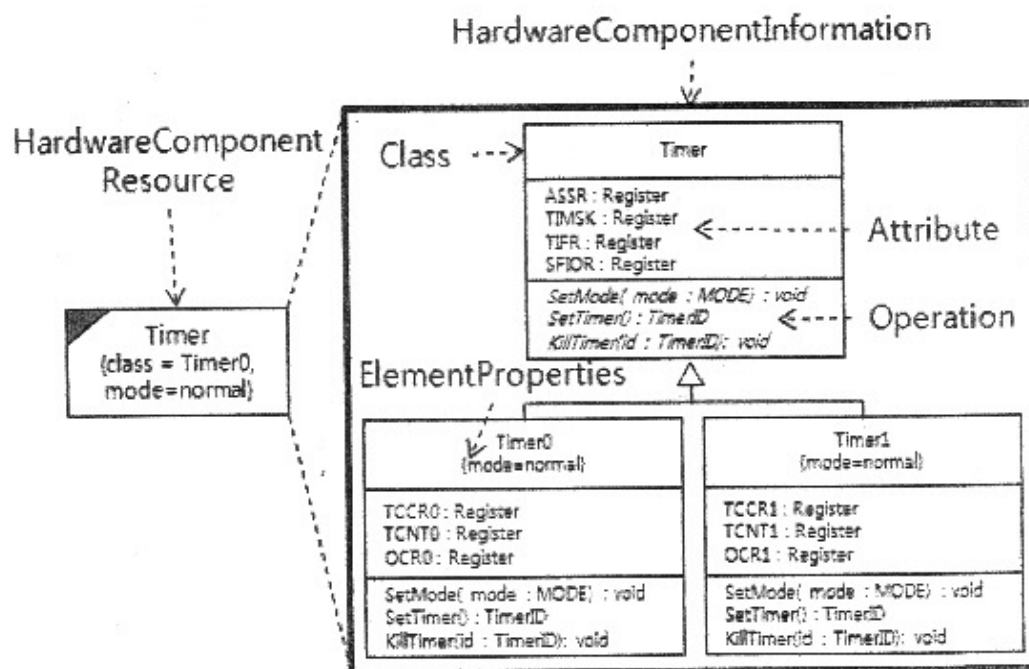 HardwareComponentInformation
HardwareComponent
Resource
Class
Timer
ASSR : Register
TIMSK : Register
TIFR : Register
SFIOR : Register
Attribute
SetMode( mode : MODE) : void
SetTimer() : TimerID
KillTimer(id : TimerID): void
Operation
Timer
{class = Timer0,
mode=normal}
ElementProperties
Timer0
{mode=normal}
TCCR0 : Register
TCNT0 : Register
OCR0 : Register
SetMode( mode : MODE) : void
SetTimer() : TimerID
KillTimer(id : TimerID): void
Timer1
{mode=normal}
TCCR1 : Register
TCNT1 : Register
OCR1 : Register
SetMode( mode : MODE) : void
SetTimer() : TimerID
KillTimer(id : TimerID): void